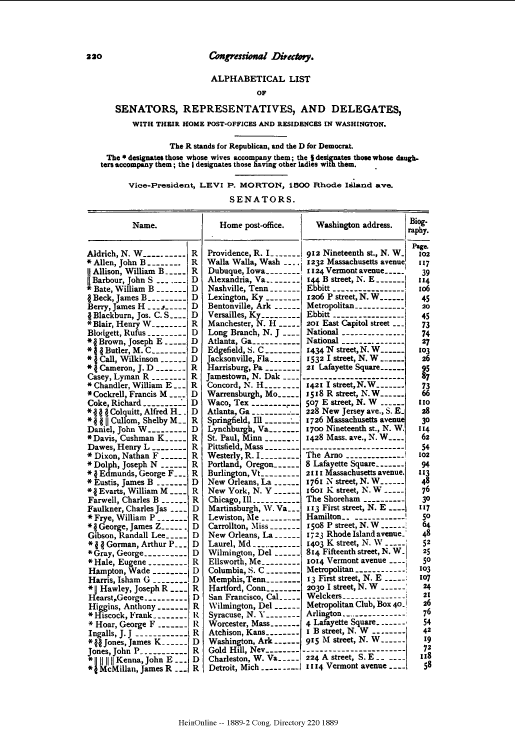 220 Congressional Directory.
ALPHABETICAL LIST
OF
SENATORS, REPRESENTATIVES, AND DELEGATES,
WITH THEIR HOME POST-OFFICES AND RESIDENCES IN WASHINGTON.
The R stands for Republican, and the D for Democrat.
The * designates those whose wives accompany them; the § designates those whose daugh-
ters accompany them; the ‖ designates those having other ladies with them.
Vice-President, LEVI P. MORTON, 1500 Rhode Island ave.
SENATORS.
Name. Home post-office. Washington address. Biog-
raphy.
Page.
Aldrich, N. W. R Providence, R. I. 912 Nineteenth st., N. W. 102
* Allen, John B. R Walla Walla, Wash 1232 Massachusetts avenue 117
‖ Allison, William B. R Dubuque, Iowa 1124 Vermont avenue 39
‖ Barbour, John S D Alexandria, Va 144 B street, N. E 114
* Bate, William B D Nashville, Tenn Ebbitt 106
§ Beck, James B. D Lexington, Ky 1206 P street, N. W 45
Berry, James H D Bentonville, Ark Metropolitan 20
§ Blackburn, Jos. C. S. D Versailles, Ky Ebbitt 45
* Blair, Henry W. R Manchester, N. H 201 East Capitol street 73
Blodgett, Rufus D Long Branch, N. J National 74
* § Brown, Joseph E D Atlanta, Ga National 27
* § § Butler, M. C. D Edgefield, S. C 1434 N street, N. W 103
* § Call, Wilkinson D Jacksonville, Fla 1532 I street, N. W 26
* § Cameron, J. D R Harrisburg, Pa 21 Lafayette Square 95
Casey, Lyman R R Jamestown, N. Dak 87
* Chandler, William E R Concord, N. H. 1421 I street, N. W. 73
* Cockrell, Francis M D Warrensburg, Mo 1518 R street, N. W. 66
Coke, Richard D Waco, Tex 507 E street, N. W 110
* § § § Colquitt, Alfred H. D Atlanta, Ga 228 New Jersey ave., S. E. 28
* § § ‖ Cullom, Shelby M. R Springfield, Ill 1726 Massachusetts avenue 30
Daniel, John W D Lynchburg, Va. 1700 Nineteenth st., N. W. 114
* Davis, Cushman K. R St. Paul, Minn 1428 Mass. ave., N. W. 62
Dawes, Henry L R Pittsfield, Mass 54
* Dixon, Nathan F R Westerly, R. I. The Arno 102
* Dolph, Joseph N R Portland, Oregon 8 Lafayette Square 94
* § Edmunds, George F. R Burlington, Vt. 2111 Massachusetts avenue. 113
* Eustis, James B D New Orleans, La 1761 N street, N. W. 48
* § Evarts, William M R New York, N. Y 1601 K street, N. W 76
Farwell, Charles B R Chicago, Ill. The Shoreham 30
Faulkner, Charles Jas D Martinsburg, W. Va. 113 First street, N. E 117
* Frye, William P R Lewiston, Me Hamilton 50
* § George, James Z. D Carrollton, Miss 1508 P street, N. W 64
Gibson, Randall Lee D New Orleans, La 1723 Rhode Island avenue. 48
* § § Gorman, Arthur P. D Laurel, Md 1403 K street, N. W 52
* Gray, George D Wilmington, Del 814 Fifteenth street, N. W. 25
* Hale, Eugene R Ellsworth, Me. 1014 Vermont avenue 50
Hampton, Wade D Columbia, S. C Metropolitan 103
Harris, Isham G D Memphis, Tenn 13 First street, N. E 107
* ‖ Hawley, Joseph R R Hartford, Conn 2030 I street, N. W 24
Hearst, George D San Francisco, Cal. Welckers 21
Higgins, Anthony R Wilmington, Del Metropolitan Club, Box 40. 26
* Hiscock, Frank R Syracuse, N. Y Arlington 76
* Hoar, George F R Worcester, Mass 4 Lafayette Square 54
Ingalls, J. J R Atchison, Kans. 1 B street, N. W 42
* § § Jones, James K. D Washington, Ark 915 M street, N. W 19
Jones, John P. R Gold Hill, Nev 72
* ‖ ‖ ‖ ‖ Kenna, John E D Charleston, W. Va 224 A street, S. E 118
* § McMillan, James R R Detroit, Mich 1114 Vermont avenue 58
HeinOnline -- 1889-2 Cong. Directory 220 1889